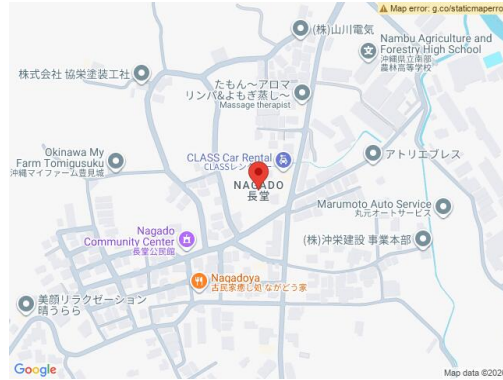 Map error: g.co/staticmaperro
(株)山川電気
Nambu Agriculture and
Forestry High School
沖縄県立南部
農林高等学校
株式会社 協栄塗装工社
たもん～アロマ
リンパ&よもぎ蒸し～
Massage therapist
Okinawa My
Farm Tomigusuku
沖縄マイファーム豊見城
CLASS Car Rental
CLASSレン
アトリエブレス
NAGADO
長堂
Marumoto Auto Service
丸元オートサービス
Nagado
Community Center
長堂公民館
(株)沖栄建設 事業本部
Nagadoya
古民家癒し処 ながどう家
美顔リラクゼーション
晴うらら
Google
Map data ©202